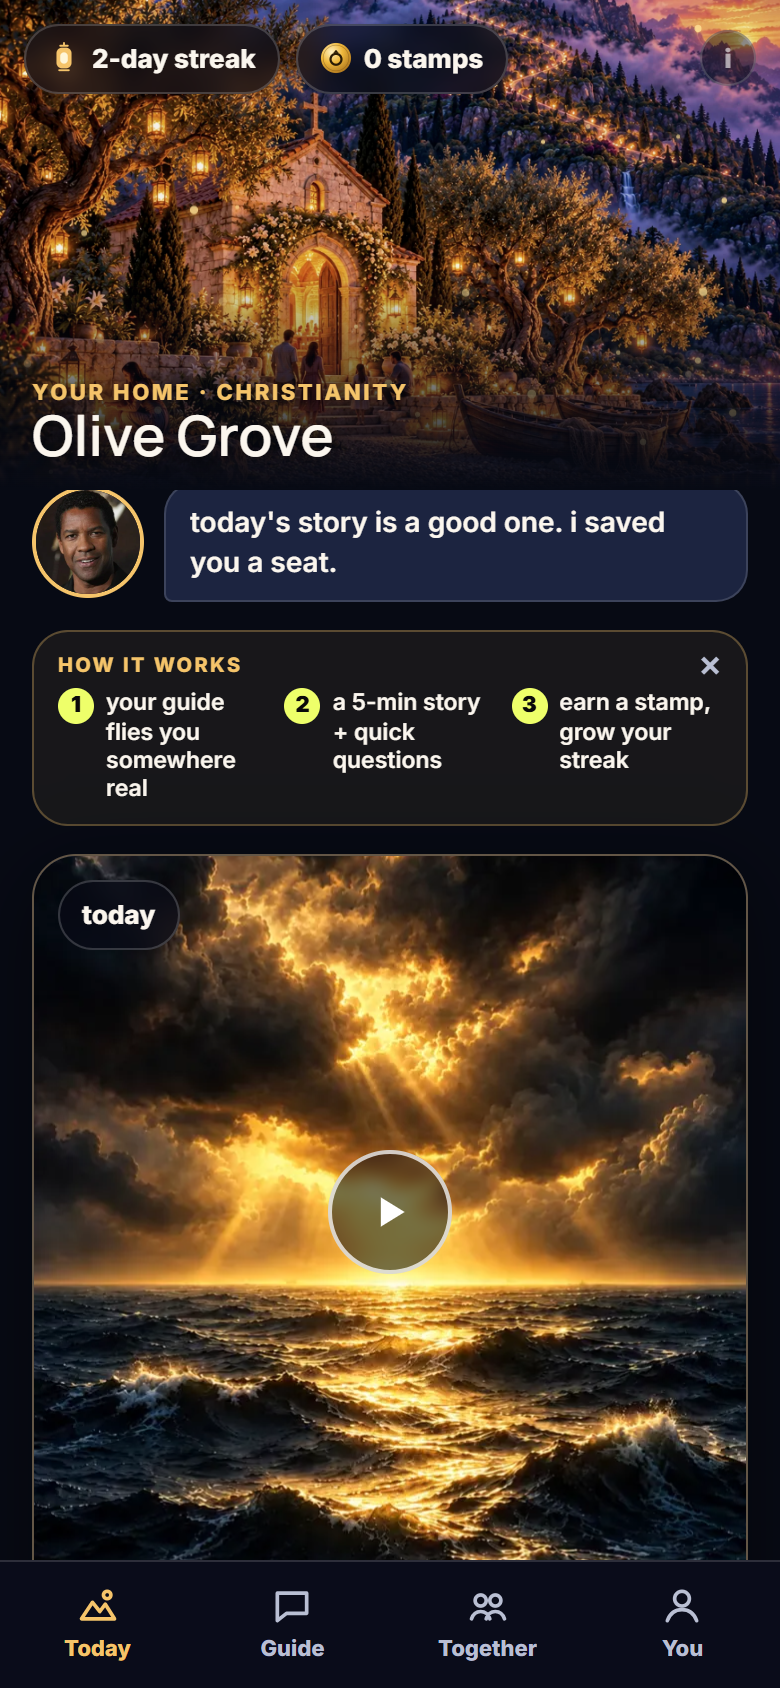 2-day streak
0 stamps
i
YOUR HOME · CHRISTIANITY
Olive Grove
today's story is a good one. i saved
you a seat.
HOW IT WORKS
1 your guide
flies you
somewhere
real
2 a 5-min story
+ quick
questions
3 earn a stamp,
grow your
streak
today
Today
Guide
Together
You